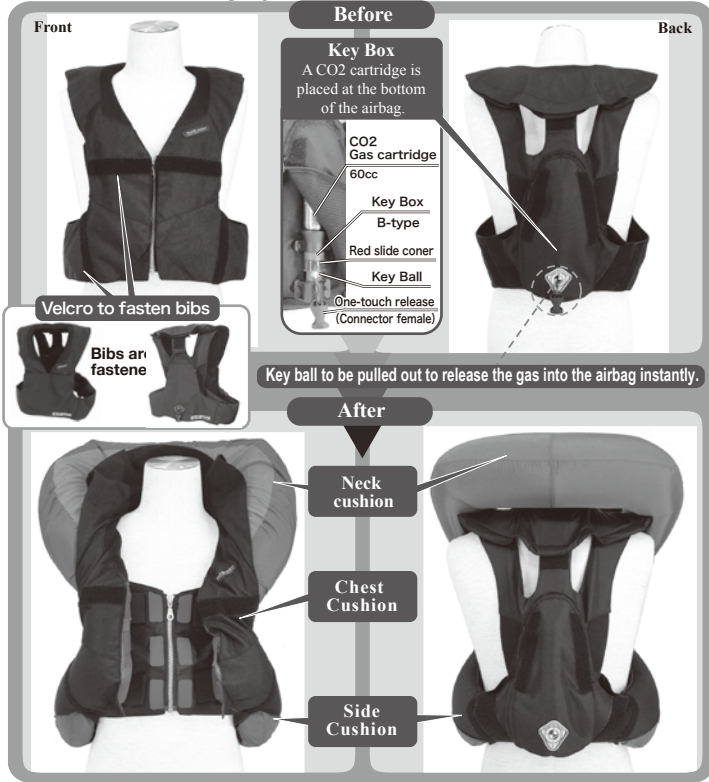 Before
Front
Back
Key Box
A CO2 cartridge is
placed at the bottom
of the airbag.
CO2
Gas cartridge
60cc
Key Box
B-type
Red slide coner
Key Ball
One-touch release
(Connector female)
Velcro to fasten bibs
Bibs are
fastene
Key ball to be pulled out to release the gas into the airbag instantly.
After
Neck
cushion
Chest
Cushion
Side
Cushion